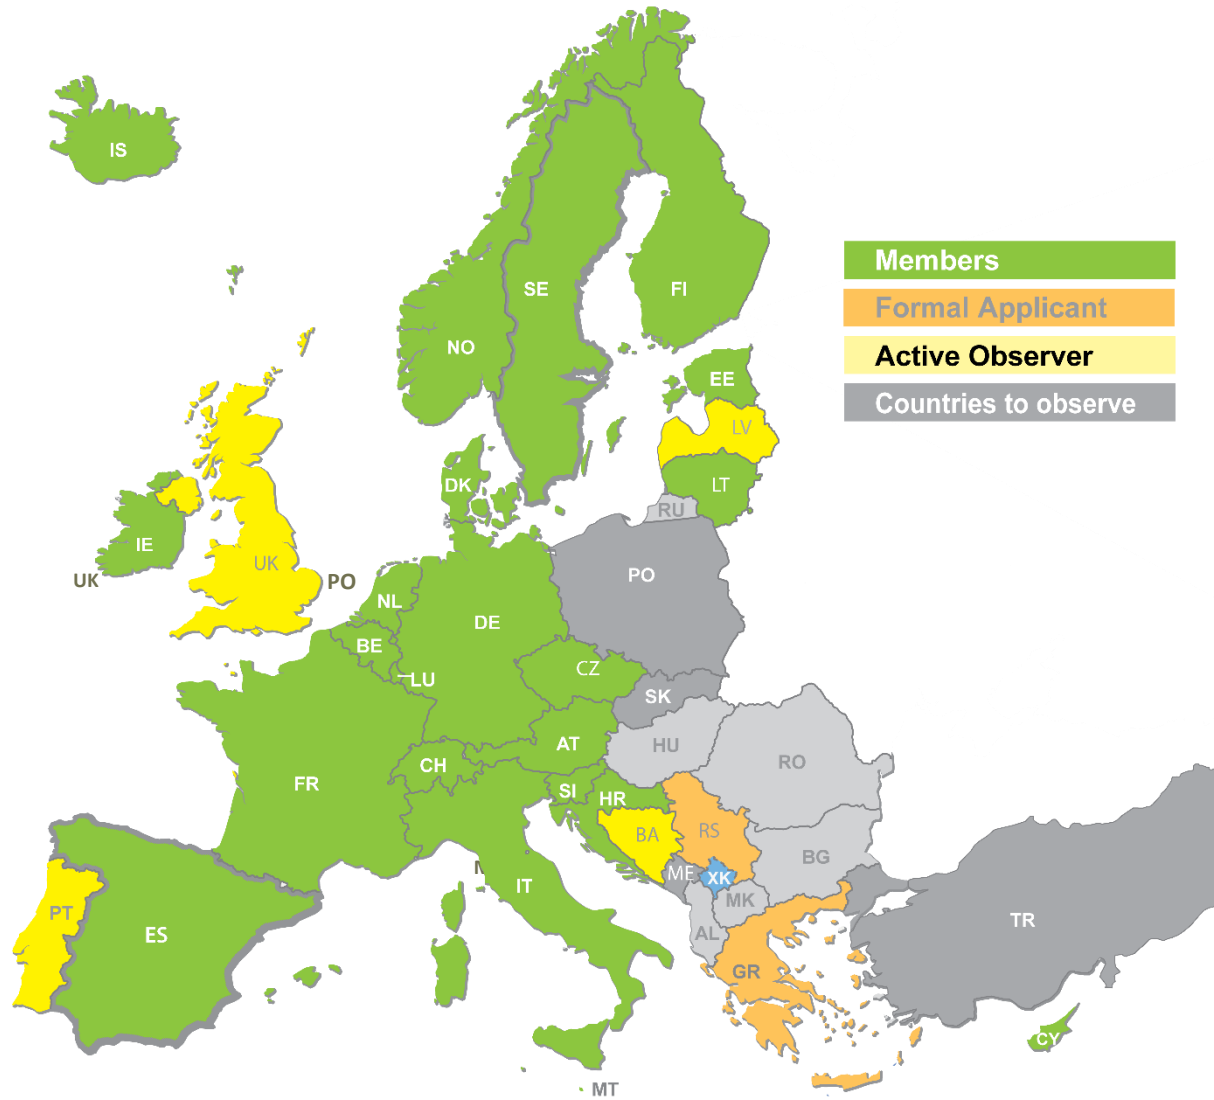 IS
SE
FI
NO
Members
Formal Applicant
Active Observer
Countries to observe
EE
LV
LT
DK
RU
IE
UK
UK
PO
PO
NL
DE
BE
LU
CZ
SK
AT
HU
CH
RO
FR
SI
HR
BA
RS
BG
ME
XK
IT
MK
PT
ES
AL
TR
GR
CY
MT